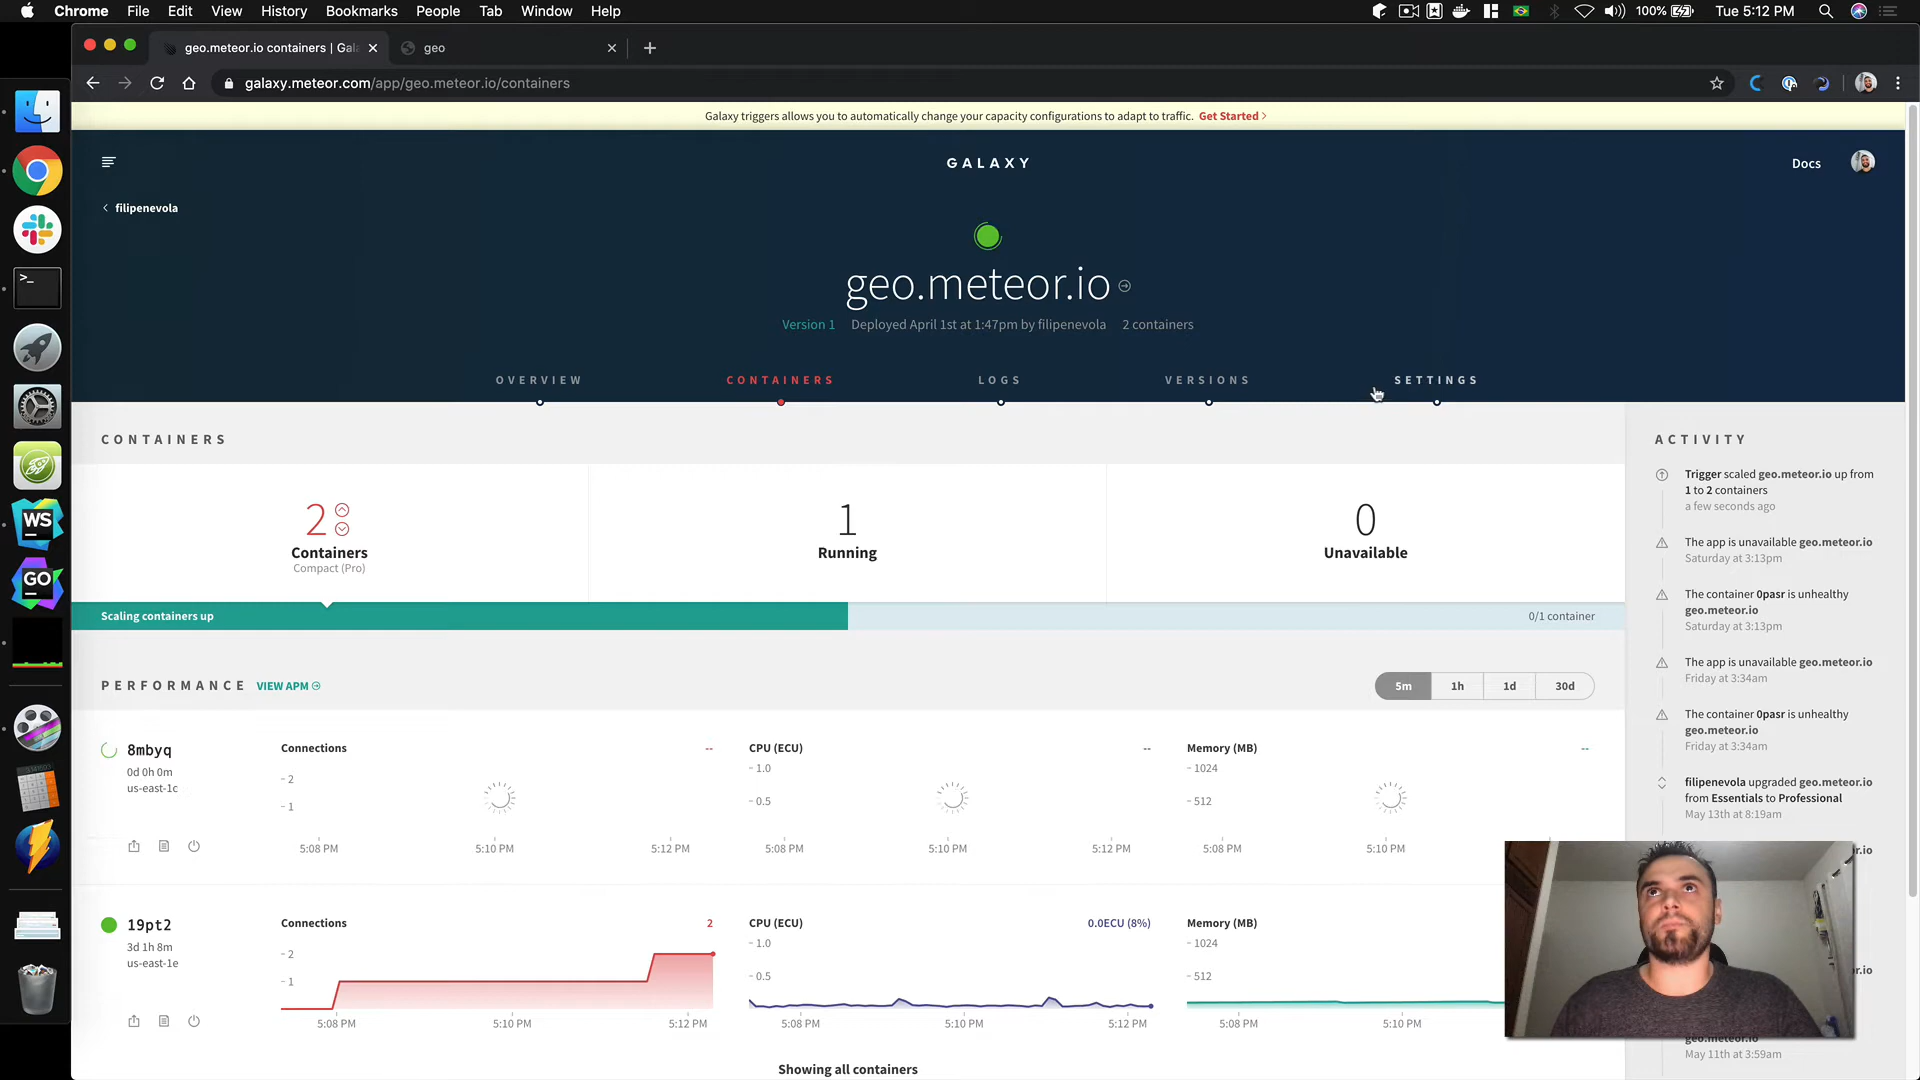 Chrome File Edit View History Bookmarks People Tab Window Help 100% Tue 5:12 PM
geo.meteor.io containers | Gal geo
galaxy.meteor.com/app/geo.meteor.io/containers
Galaxy triggers allows you to automatically change your capacity configurations to adapt to traffic. Get Started
GALAXY
Docs
filipenevola
geo.meteor.io
Version 1 Deployed April 1st at 1:47pm by filipenevola 2 containers
OVERVIEW CONTAINERS LOGS VERSIONS SETTINGS
CONTAINERS
2
Containers
Compact (Pro)
1
Running
0
Unavailable
Scaling containers up 0/1 container
PERFORMANCE VIEW APM
5m 1h 1d 30d
8mbyq
0d 0h 0m
us-east-1c
Connections --
2
1
5:08 PM 5:10 PM 5:12 PM
CPU (ECU) --
1.0
0.5
5:08 PM 5:10 PM 5:12 PM
Memory (MB) --
1024
512
5:08 PM 5:10 PM
19pt2
3d 1h 8m
us-east-1e
Connections 2
2
1
5:08 PM 5:10 PM 5:12 PM
CPU (ECU) 0.0ECU (8%)
1.0
0.5
5:08 PM 5:10 PM 5:12 PM
Memory (MB)
1024
512
5:08 PM 5:10 PM
Showing all containers
ACTIVITY
Trigger scaled geo.meteor.io up from
1 to 2 containers
a few seconds ago
The app is unavailable geo.meteor.io
Saturday at 3:13pm
The container 0pasr is unhealthy
geo.meteor.io
Saturday at 3:13pm
The app is unavailable geo.meteor.io
Friday at 3:34am
The container 0pasr is unhealthy
geo.meteor.io
Friday at 3:34am
filipenevola upgraded geo.meteor.io
from Essentials to Professional
May 13th at 8:19am
or.io
or.io
geo.meteor.io
May 11th at 3:59am
WS
GO